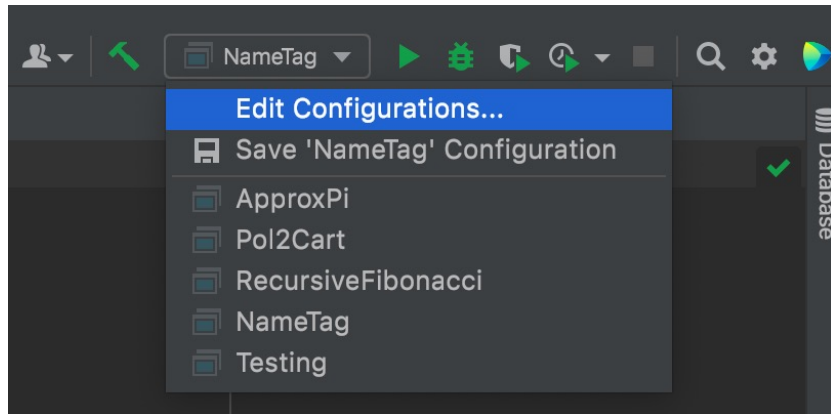 NameTag
Edit Configurations...
Save 'NameTag' Configuration
ApproxPi
Pol2Cart
RecursiveFibonacci
NameTag
Testing
Database